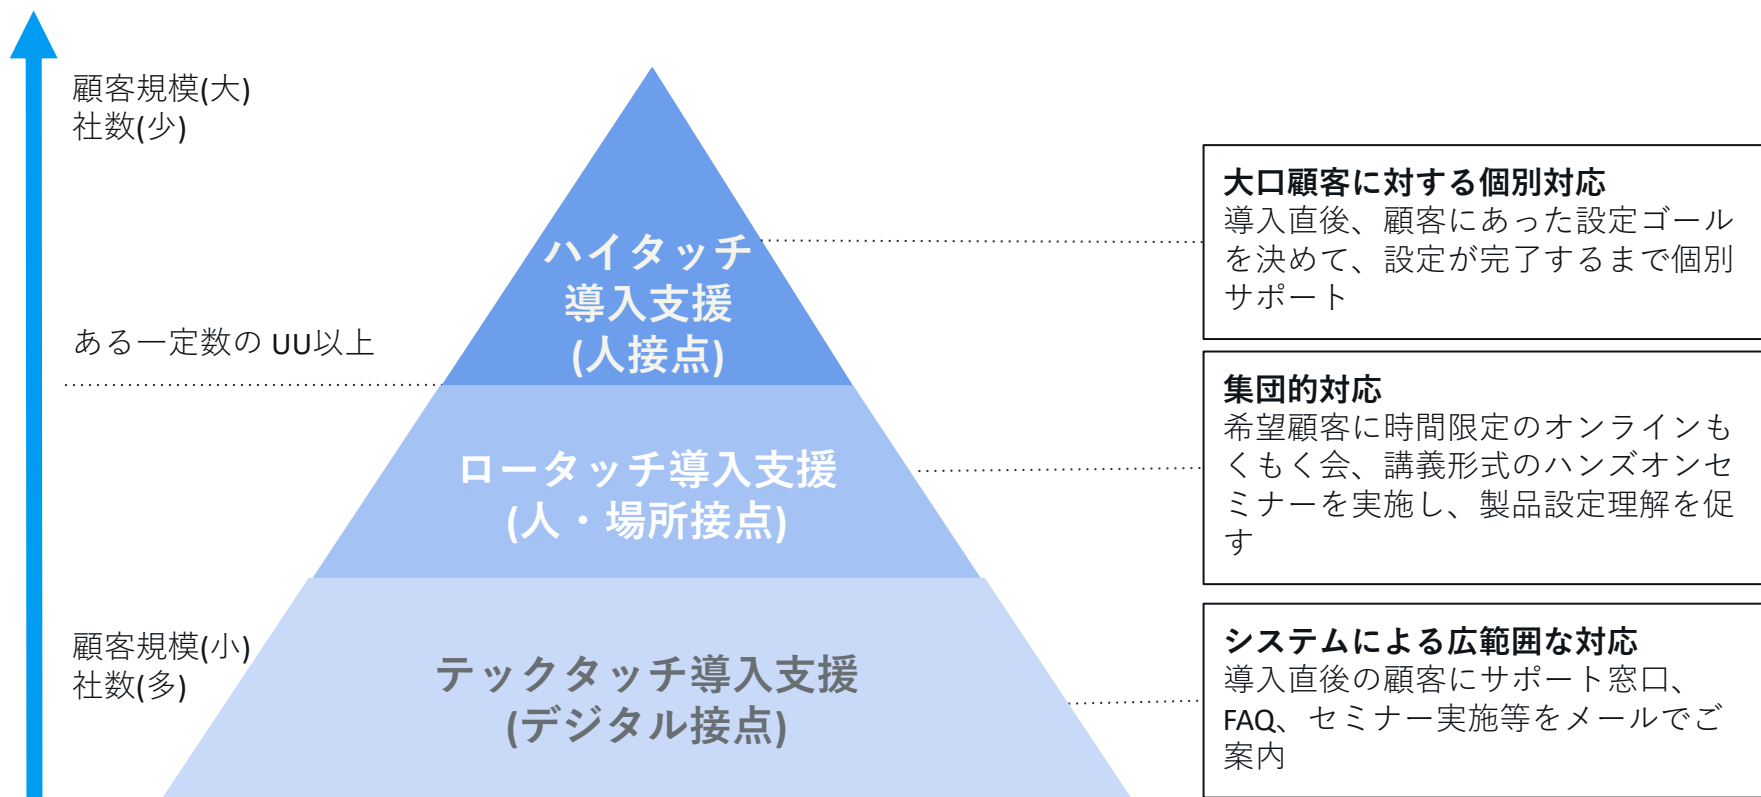 顧客規模(大)
社数(少)
ある一定数の UU以上
顧客規模(小)
社数(多)
ハイタッチ
導入支援
(人接点)
ロータッチ導入支援
(人・場所接点)
テックタッチ導入支援
(デジタル接点)
大口顧客に対する個別対応
導入直後、顧客にあった設定ゴール
を決めて、設定が完了するまで個別
サポート
集団的対応
希望顧客に時間限定のオンラインも
くもく会、講義形式のハンズオンセ
ミナーを実施し、製品設定理解を促
す
システムによる広範囲な対応
導入直後の顧客にサポート窓口、
FAQ、セミナー実施等をメールでご
案内